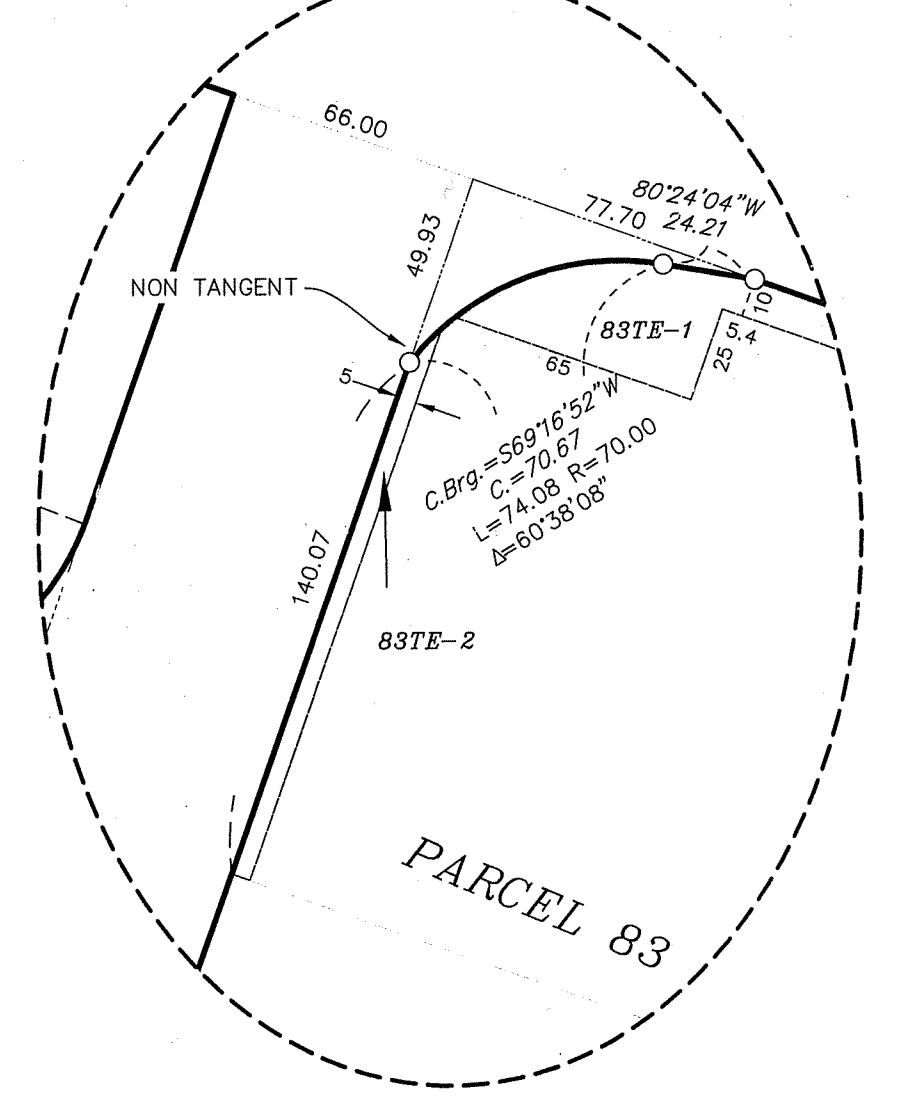 66.00
80°24'04"W
77.70 24.21
49.93
NON TANGENT
10
83TE-1
5.4
25
65
5
C.Brg.=S69°16'52"W
C.=70.67
L=74.08 R=70.00
Δ=60°38'08"
140.07
83TE-2
PARCEL 83